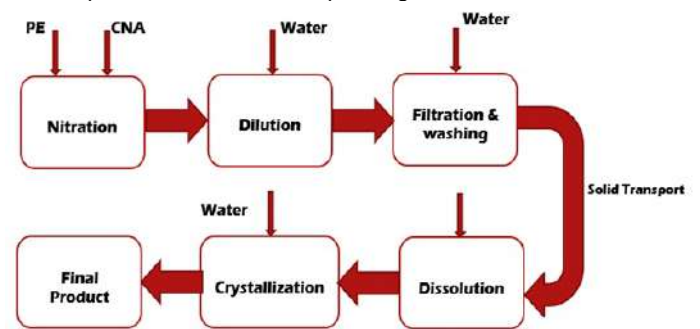 PE
CNA
Water
Water
Nitration
Dilution
Filtration &
washing
Solid Transport
Water
Final
Product
Crystallization
Dissolution